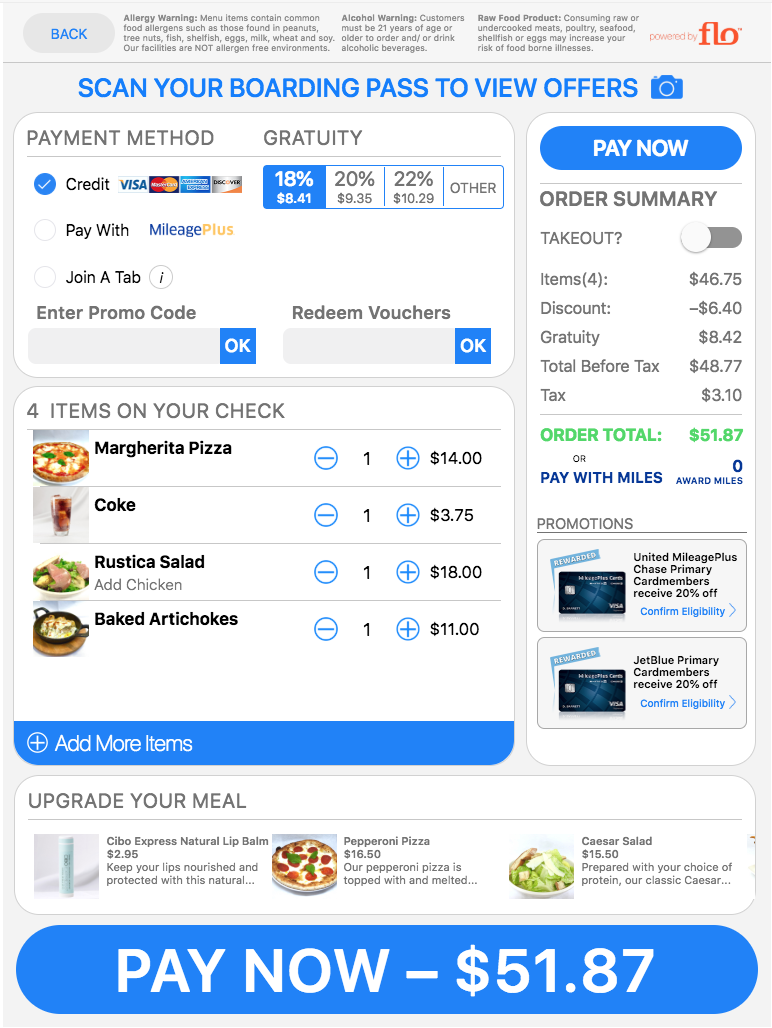 BACK
Allergy Warning: Menu items contain common
food allergens such as those found in peanuts,
tree nuts, fish, shelfish, eggs, milk, wheat and soy.
Our facilities are NOT allergen free environments.
Alcohol Warning: Customers
must be 21 years of age or
older to order and/ or drink
alcoholic beverages.
Raw Food Product: Consuming raw or
undercooked meats, poultry, seafood,
shellfish or eggs may increase your
risk of food borne illnesses.
powered by flo™
SCAN YOUR BOARDING PASS TO VIEW OFFERS
PAYMENT METHOD
Credit VISA MasterCard AMERICAN EXPRESS DISCOVER
Pay With MileagePlus
Join A Tab i
GRATUITY
18% 20% 22% OTHER
$8.41 $9.35 $10.29
Enter Promo Code
OK
Redeem Vouchers
OK
4 ITEMS ON YOUR CHECK
Margherita Pizza 1 $14.00
Coke 1 $3.75
Rustica Salad 1 $18.00
Add Chicken
Baked Artichokes 1 $11.00
Add More Items
PAY NOW
ORDER SUMMARY
TAKEOUT?
Items(4): $46.75
Discount: –$6.40
Gratuity $8.42
Total Before Tax $48.77
Tax $3.10
ORDER TOTAL: $51.87
OR
PAY WITH MILES
0
AWARD MILES
PROMOTIONS
REWARDED
MileagePlus Cards
VISA
United MileagePlus
Chase Primary
Cardmembers
receive 20% off
Confirm Eligibility
REWARDED
MileagePlus Cards
VISA
JetBlue Primary
Cardmembers
receive 20% off
Confirm Eligibility
UPGRADE YOUR MEAL
Cibo Express Natural Lip Balm
$2.95
Keep your lips nourished and
protected with this natural...
Pepperoni Pizza
$16.50
Our pepperoni pizza is
topped with and melted...
Caesar Salad
$15.50
Prepared with your choice of
protein, our classic Caesar...
PAY NOW – $51.87